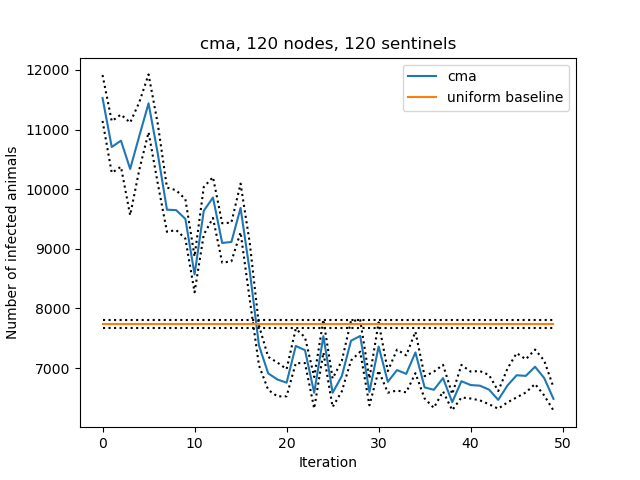 cma, 120 nodes, 120 sentinels
cma
uniform baseline
12000
11000
10000
9000
8000
7000
Number of infected animals
0 10 20 30 40 50
Iteration